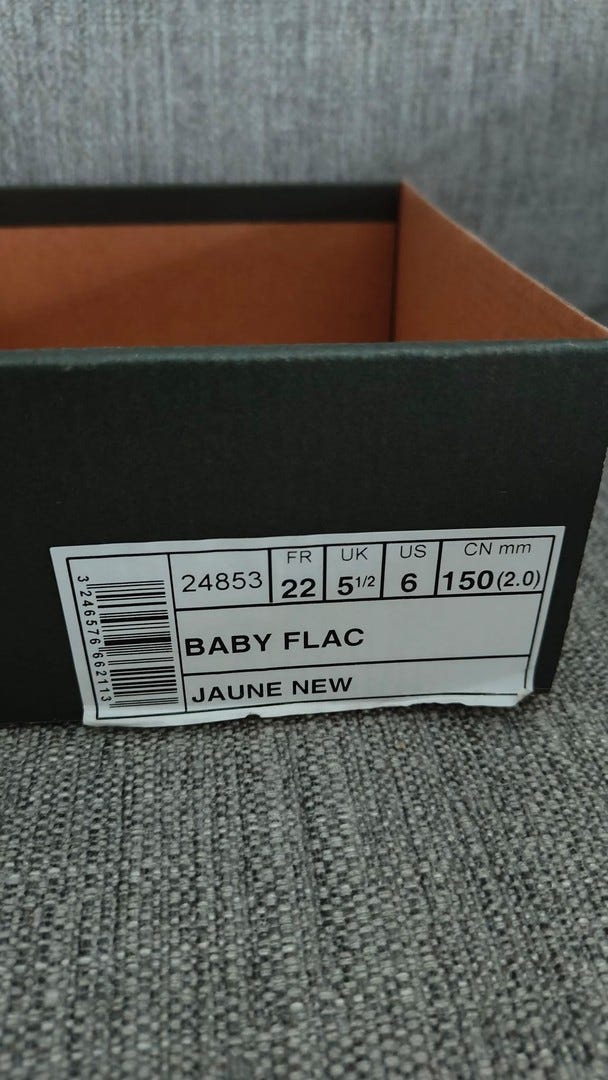 24853 FR 22 UK 5 1/2 US 6 CN mm 150 (2.0)
BABY FLAC
JAUNE NEW
3 246576 662113